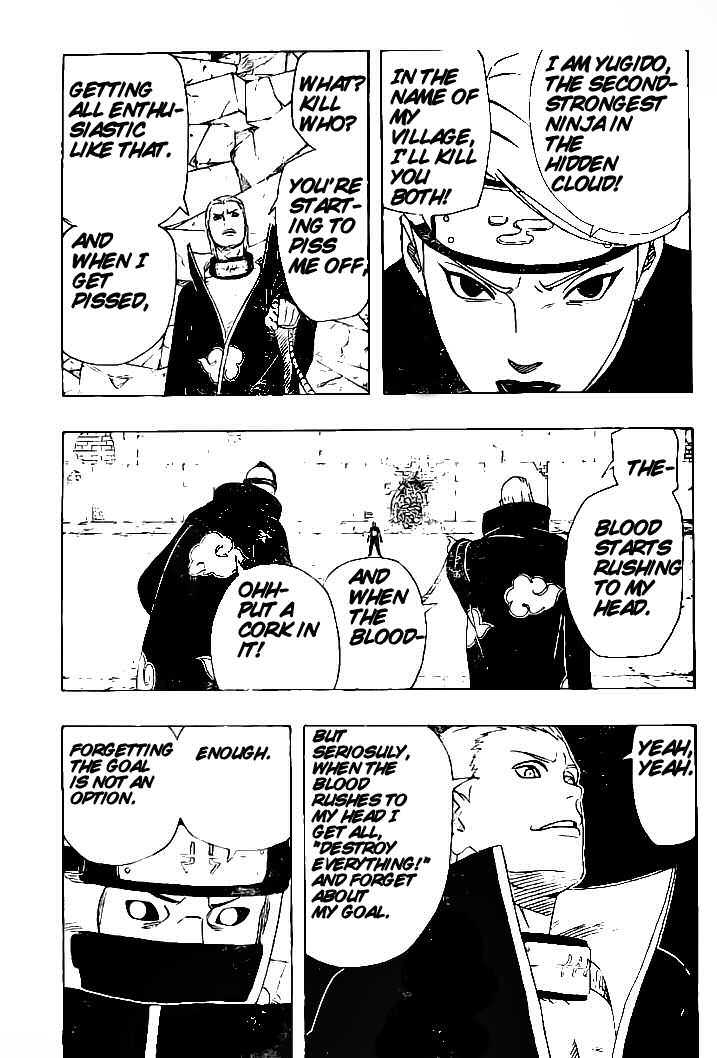 I AM YUGIDO,
THE SECOND-
STRONGEST
NINJA IN
THE
HIDDEN
CLOUD!
IN THE
NAME OF
MY
VILLAGE,
I'LL KILL
YOU
BOTH!
WHAT?
KILL
WHO?
YOU'RE
START-
ING TO
PISS
ME OFF,
GETTING
ALL ENTHU-
SIASTIC
LIKE THAT.
AND
WHEN I
GET
PISSED,
THE-
BLOOD
STARTS
RUSHING
TO MY
HEAD.
AND
WHEN
THE
BLOOD-
OHH-
PUT A
CORK IN
IT!
YEAH,
YEAH.
BUT
SERIOSULY,
WHEN THE
BLOOD
RUSHES TO
MY HEAD I
GET ALL,
"DESTROY
EVERYTHING!"
AND FORGET
ABOUT
MY GOAL.
ENOUGH.
FORGETTING
THE GOAL
IS NOT AN
OPTION.